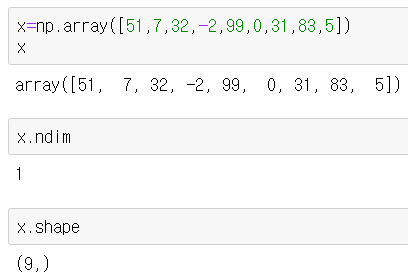 x=np.array([51,7,32,-2,99,0,31,83,5])
x
array([51,  7, 32, -2, 99,  0, 31, 83,  5])
x.ndim
1
x.shape
(9,)